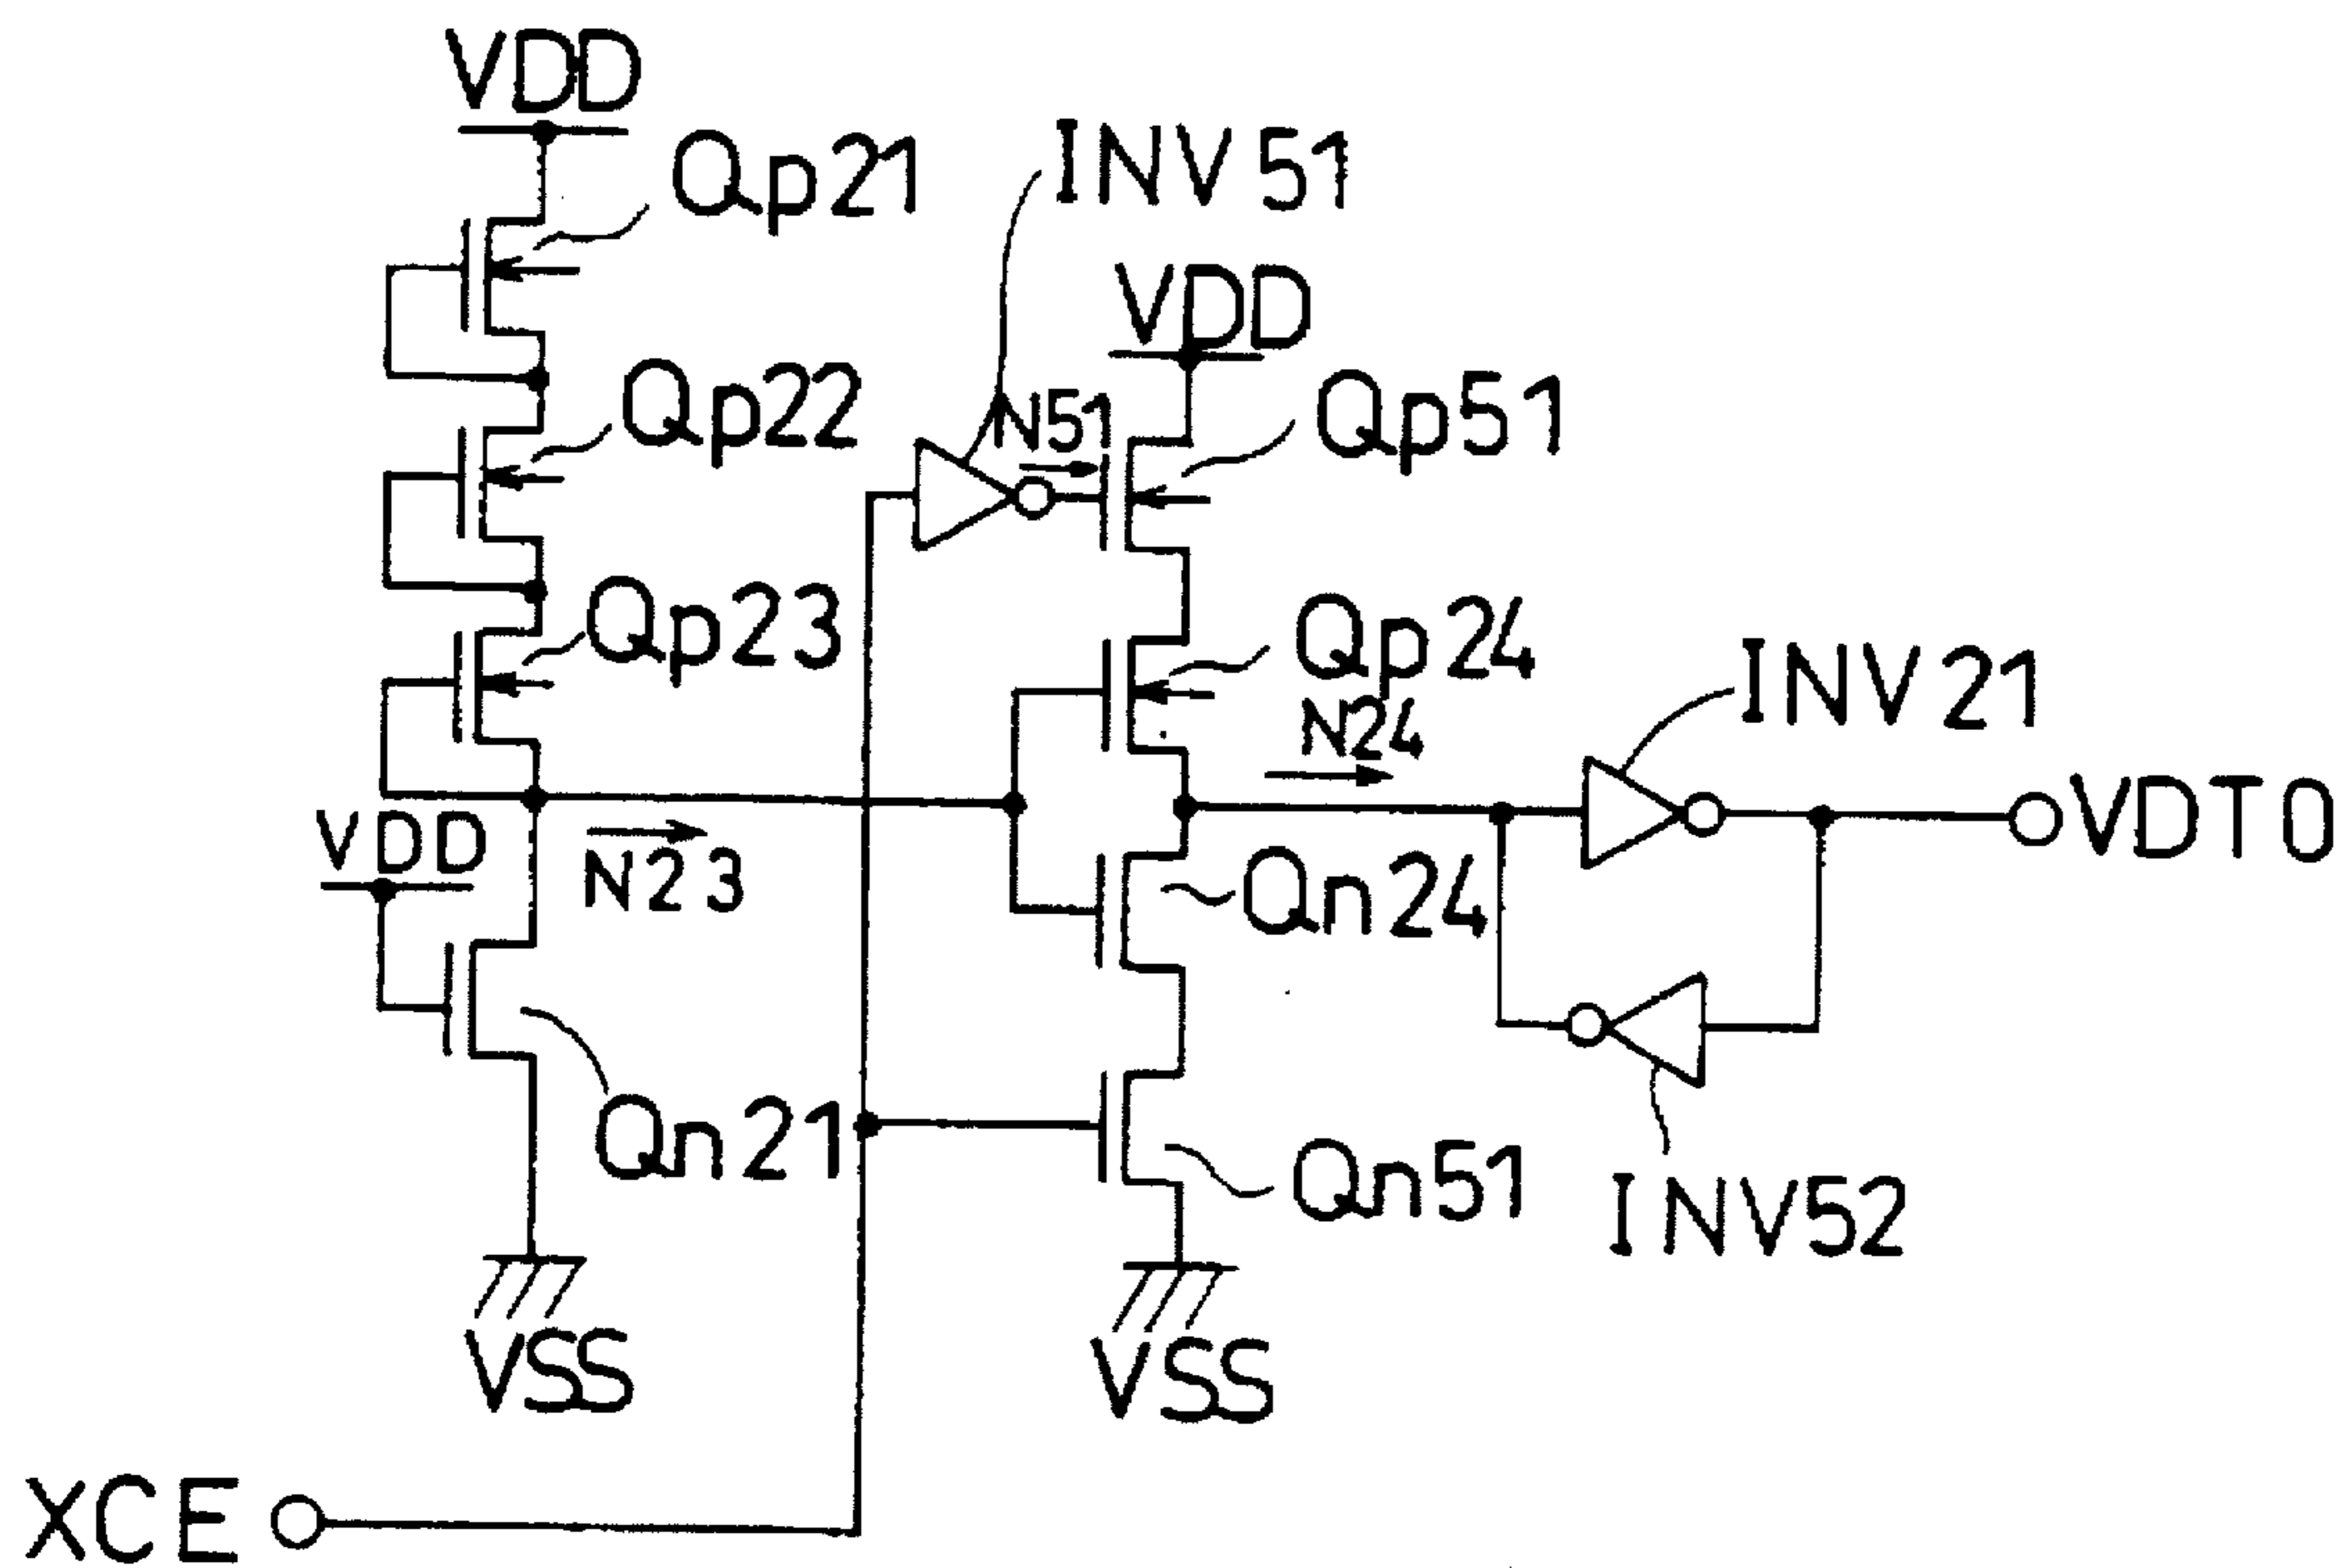 VDD
Qp21
INV51
VDD
Qp22
N51
Qp51
Qp23
Qp24
N24
INV21
VDD
N23
VDT0
Qn24
Qn21
Qn51
INV52
VSS
VSS
XCE